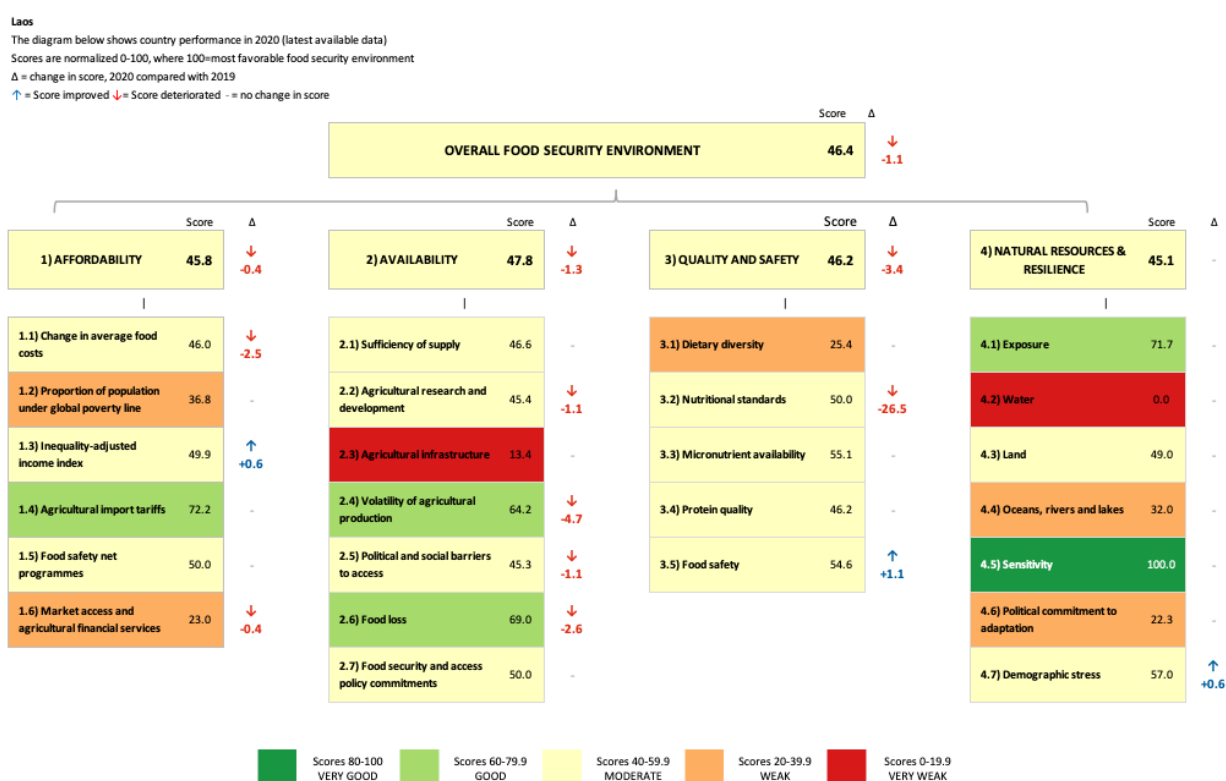 Laos
The diagram below shows country performance in 2020 (latest available data)
Scores are normalized 0-100, where 100=most favorable food security environment
Δ = change in score, 2020 compared with 2019
↑ = Score improved ↓= Score deteriorated - = no change in score
Score Δ
OVERALL FOOD SECURITY ENVIRONMENT 46.4 ↓
-1.1
Score Δ
1) AFFORDABILITY 45.8 ↓
-0.4
1.1) Change in average food
costs 46.0 ↓
-2.5
1.2) Proportion of population
under global poverty line 36.8 -
1.3) Inequality-adjusted
income index 49.9 ↑
+0.6
1.4) Agricultural import tariffs 72.2 -
1.5) Food safety net
programmes 50.0 -
1.6) Market access and
agricultural financial services 23.0 ↓
-0.4
Score Δ
2) AVAILABILITY 47.8 ↓
-1.3
2.1) Sufficiency of supply 46.6 -
2.2) Agricultural research and
development 45.4 ↓
-1.1
2.3) Agricultural infrastructure 13.4 -
2.4) Volatility of agricultural
production 64.2 ↓
-4.7
2.5) Political and social barriers
to access 45.3 ↓
-1.1
2.6) Food loss 69.0 ↓
-2.6
2.7) Food security and access
policy commitments 50.0 -
Score Δ
3) QUALITY AND SAFETY 46.2 ↓
-3.4
3.1) Dietary diversity 25.4 -
3.2) Nutritional standards 50.0 ↓
-26.5
3.3) Micronutrient availability 55.1 -
3.4) Protein quality 46.2 -
3.5) Food safety 54.6 ↑
+1.1
Score Δ
4) NATURAL RESOURCES &
RESILIENCE 45.1 -
4.1) Exposure 71.7 -
4.2) Water 0.0 -
4.3) Land 49.0 -
4.4) Oceans, rivers and lakes 32.0 -
4.5) Sensitivity 100.0 -
4.6) Political commitment to
adaptation 22.3 -
4.7) Demographic stress 57.0 ↑
+0.6
Scores 80-100
VERY GOOD
Scores 60-79.9
GOOD
Scores 40-59.9
MODERATE
Scores 20-39.9
WEAK
Scores 0-19.9
VERY WEAK